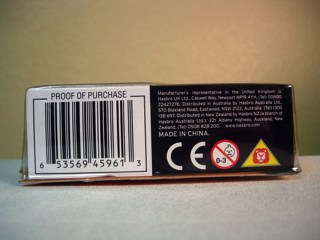 PROOF OF PURCHASE
6 53569 45961 3
Manufacturer's representative in the United Kingdom is
Hasbro UK Ltd., Caswell Way, Newport NP19 4YH. (Tel) 00800
22427276. Distributed in Australia by Hasbro Australia Ltd.,
570 Blaxland Road, Eastwood, NSW 2122, Australia. (Tel) 1300
138 697. Distributed in New Zealand by Hasbro NZ (a branch of
Hasbro Australia Ltd.), 221 Albany Highway, Auckland, New
Zealand. (Tel) 0508 828 200. www.hasbro.com
MADE IN CHINA.
CE
0-3